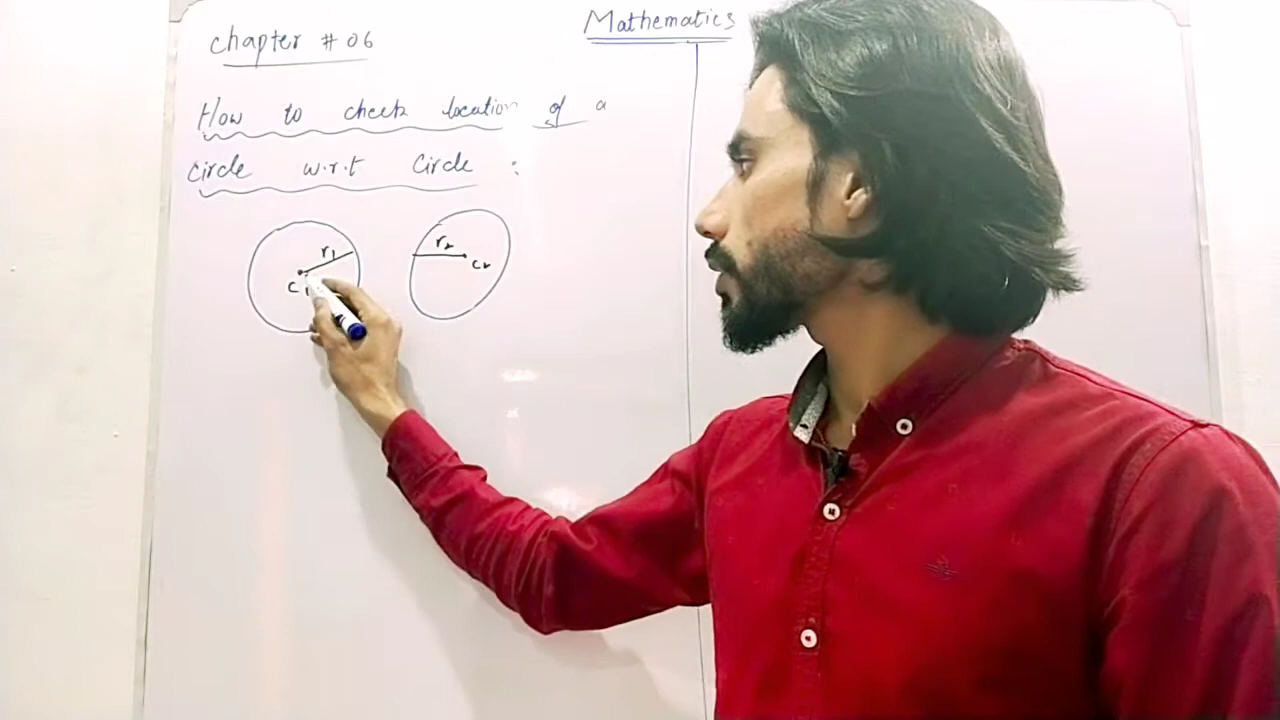 Mathematics
Chapter # 06
How to check location of a
Circle w.r.t Circle :
r1
C1
r2
C2